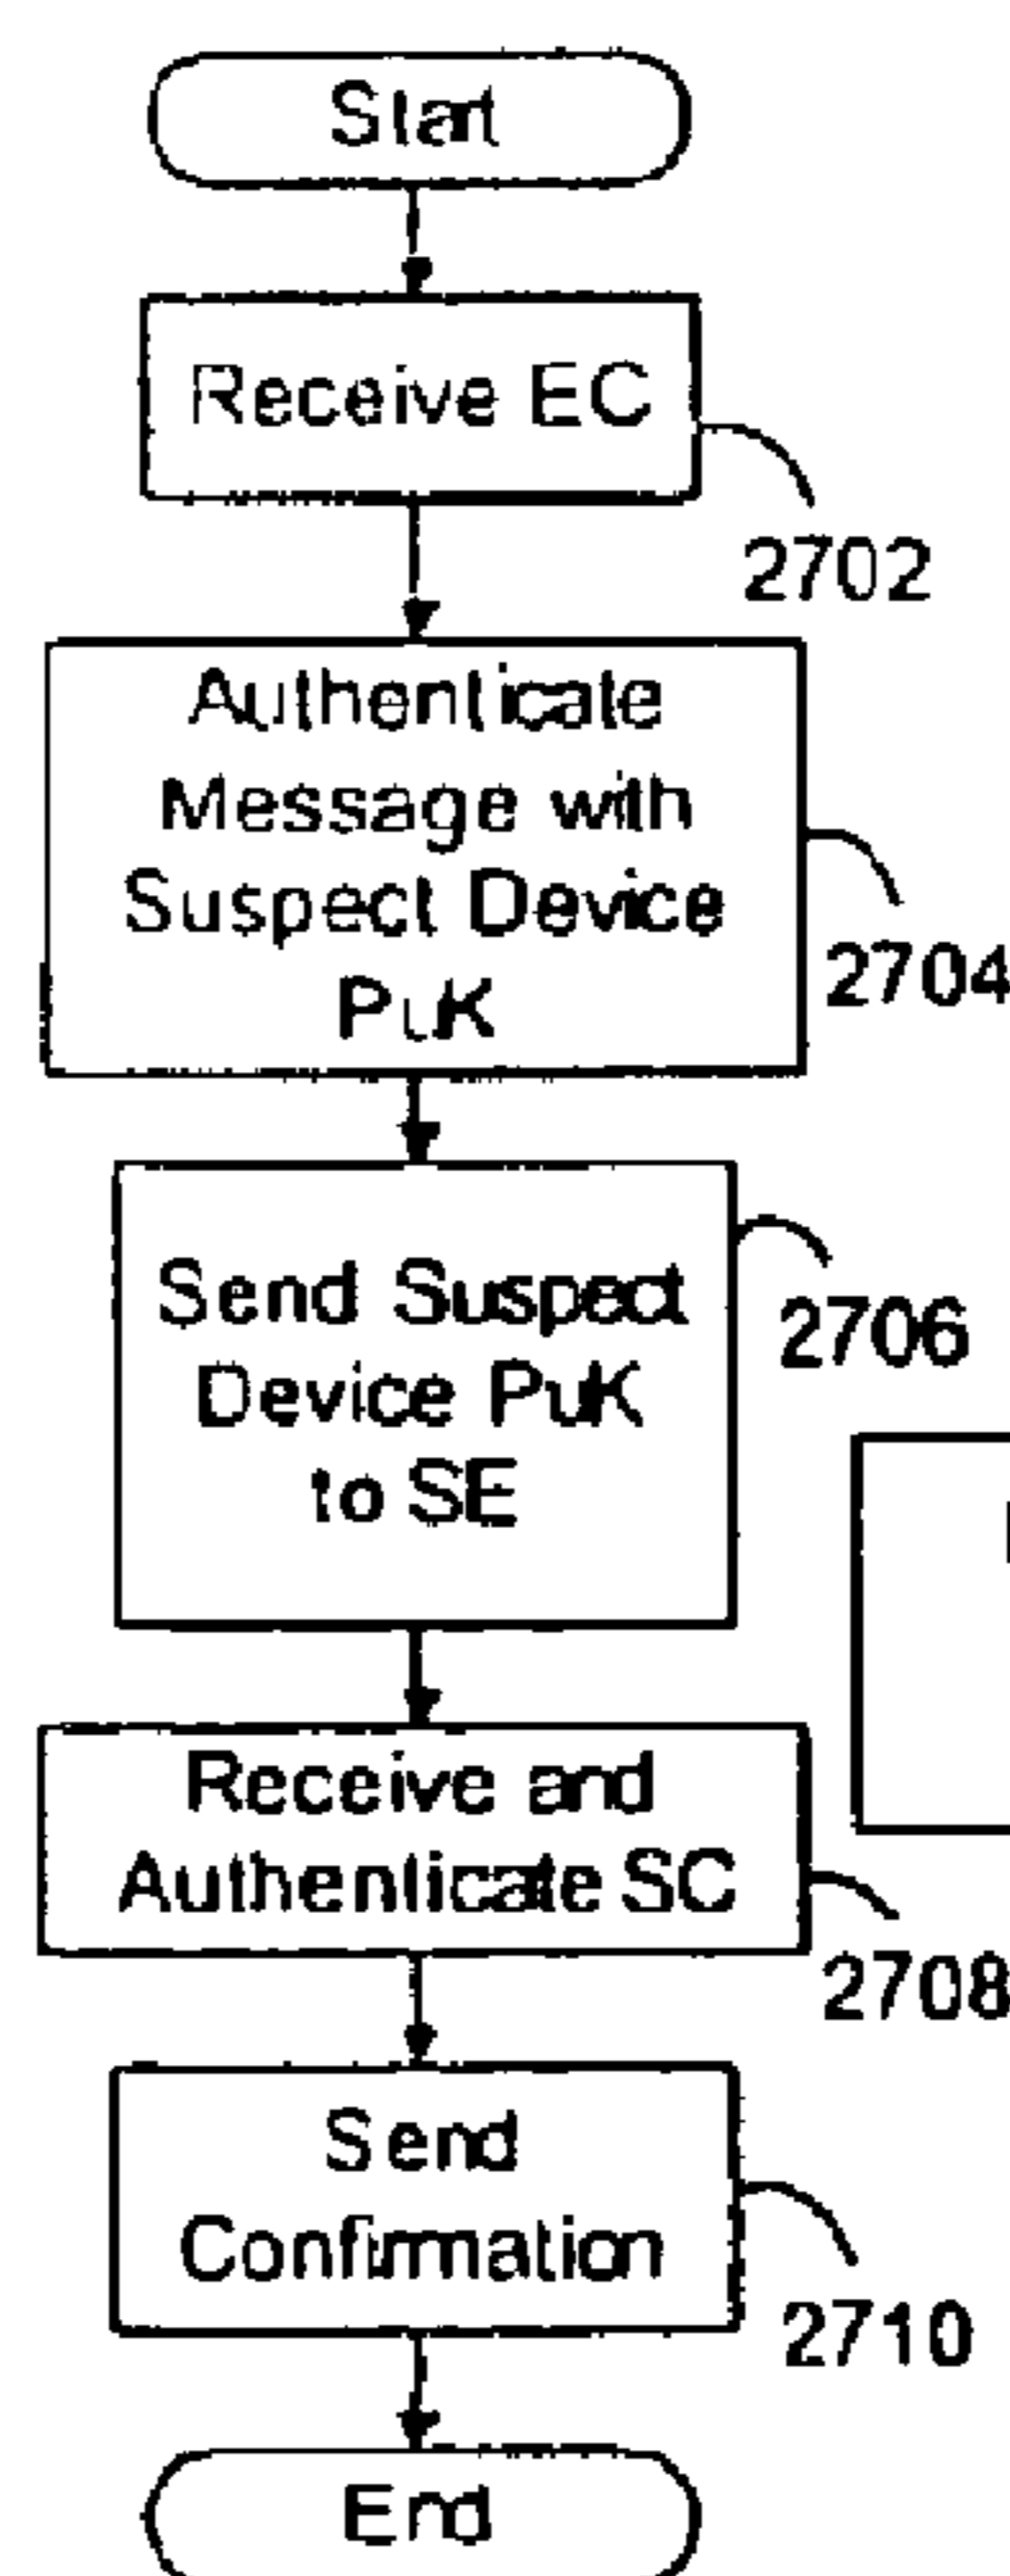 Start
Receive EC
2702
Authenticate
Message with
Suspect Device
PuK
2704
Send Suspect
Device PuK
to SE
2706
Receive and
Authenticate SC
2708
Send
Confirmation
2710
End